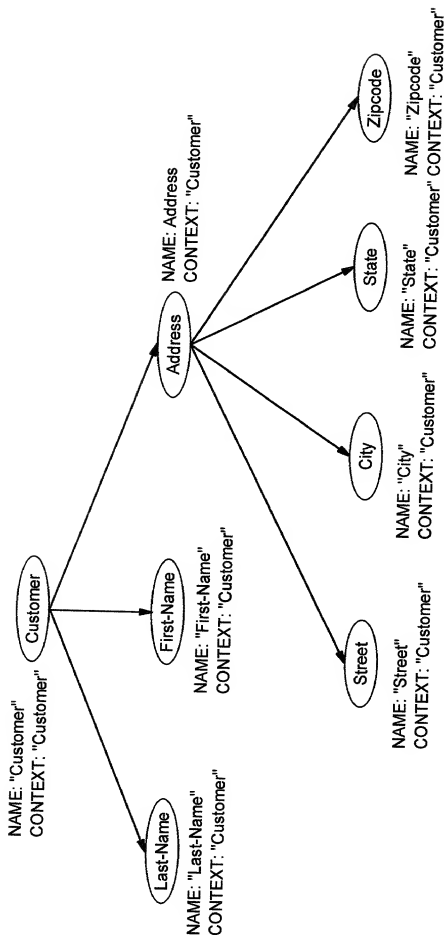 NAME: "Customer"
CONTEXT: "Customer"
Customer
Last-Name
NAME: "Last-Name"
CONTEXT: "Customer"
First-Name
NAME: "First-Name"
CONTEXT: "Customer"
Address
NAME: Address
CONTEXT: "Customer"
Street
NAME: "Street"
CONTEXT: "Customer"
City
NAME: "City"
CONTEXT: "Customer"
State
NAME: "State"
CONTEXT: "Customer"
Zipcode
NAME: "Zipcode"
CONTEXT: "Customer"